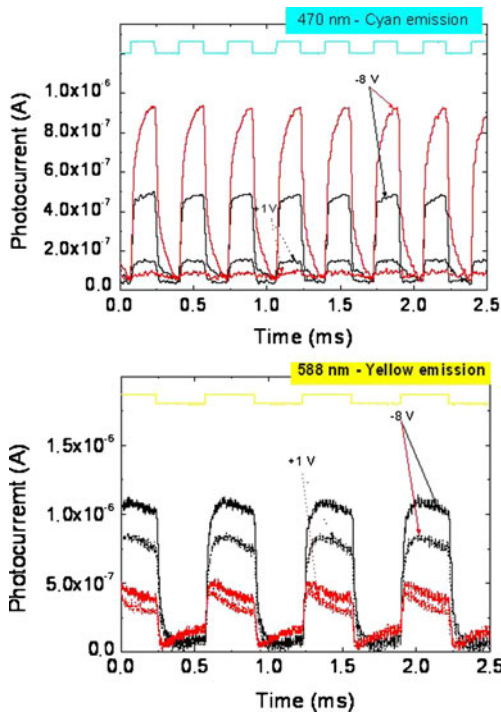 470 nm - Cyan emission
-8 V
1.0x10⁻⁶
8.0x10⁻⁷
6.0x10⁻⁷
4.0x10⁻⁷
2.0x10⁻⁷
0.0
+1 V
Photocurrent (A)
0.0 0.5 1.0 1.5 2.0 2.5
Time (ms)
588 nm - Yellow emission
-8 V
+1 V
1,5x10⁻⁶
1,0x10⁻⁶
5,0x10⁻⁷
0,0
Photocurremt (A)
0.0 0.5 1.0 1.5 2.0 2.5
Time (ms)